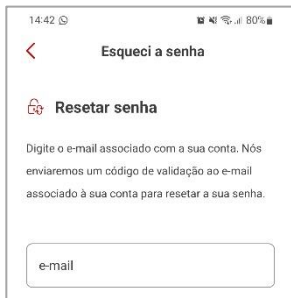 14:42 80%
Esqueci a senha
Resetar senha
Digite o e-mail associado com a sua conta. Nós
enviaremos um código de validação ao e-mail
associado à sua conta para resetar a sua senha.
e-mail